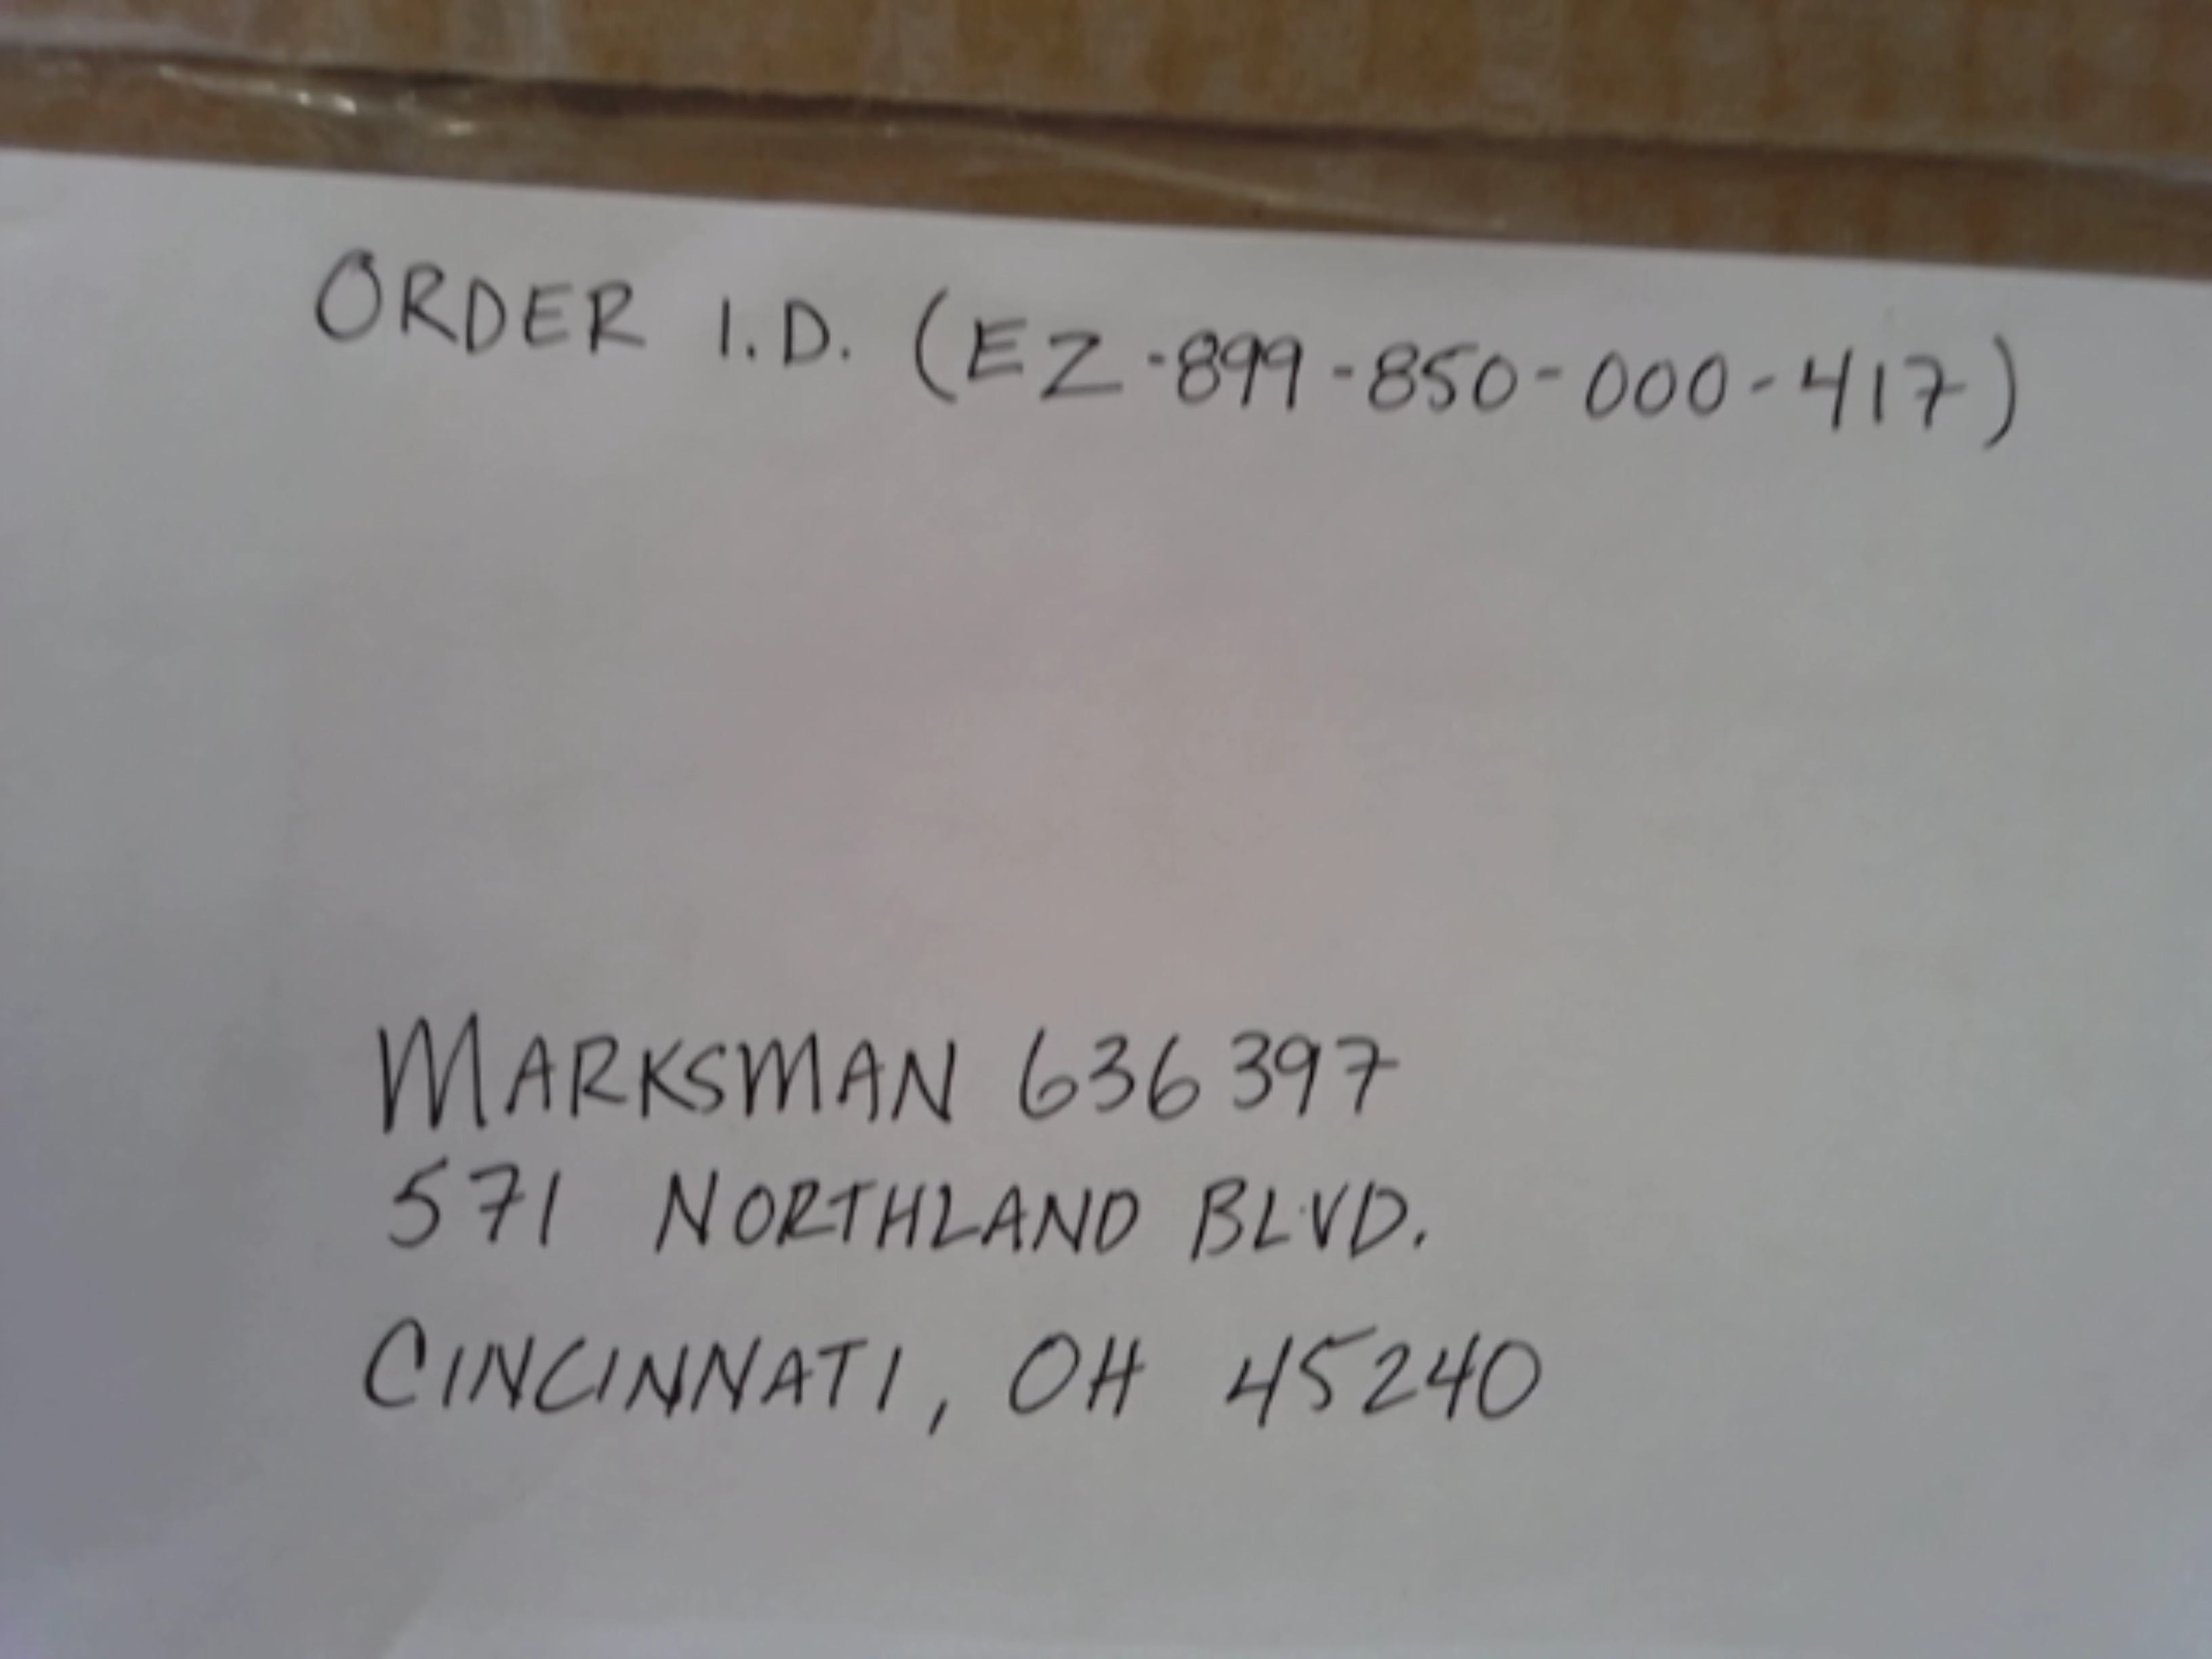 ORDER I.D. (EZ-899-850-000-417)
MARKSMAN 636397
571 NORTHLAND BLVD.
CINCINNATI, OH 45240